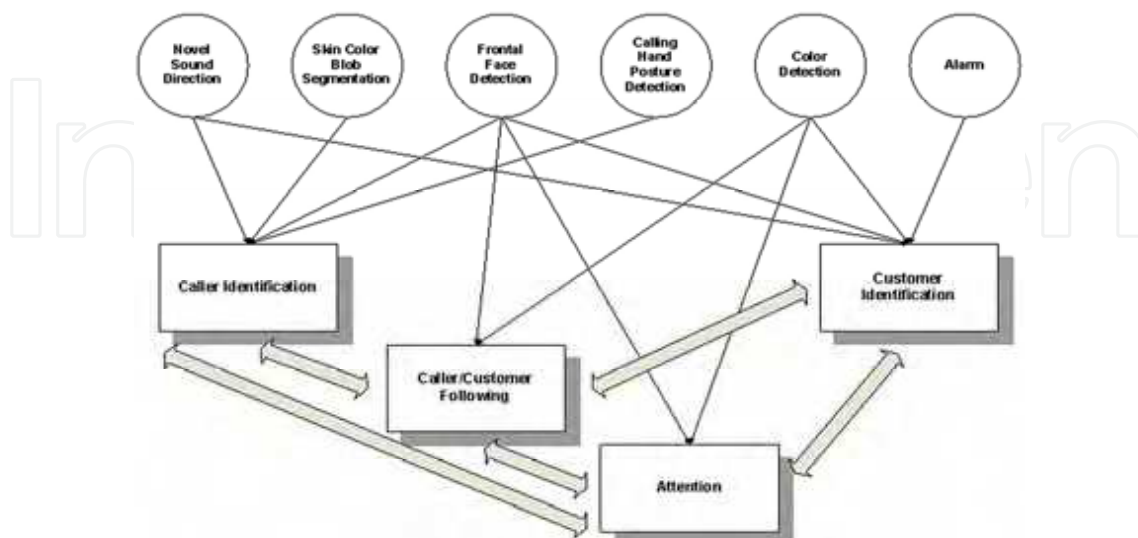 Novel
Sound
Direction
Skin Color
Blob
Segmentation
Frontal
Face
Detection
Calling
Hand
Posture
Detection
Color
Detection
Alarm
Caller Identification
Customer
Identification
Caller/Customer
Following
Attention